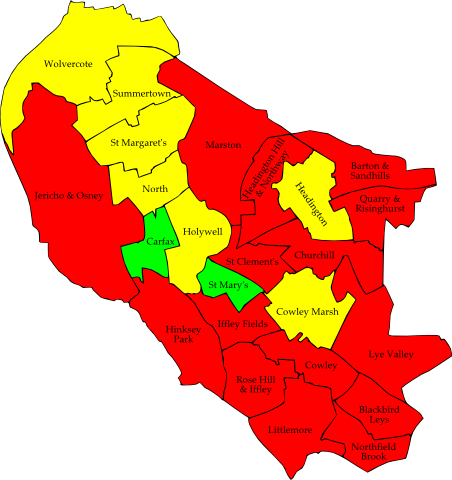 Wolvercote
Summertown
St Margaret's
Marston
Headington Hill
& Northway
Barton &
Sandhills
Jericho & Osney
North
Headington
Quarry &
Risinghurst
Carfax
Holywell
St Clement's
Churchill
St Mary's
Cowley Marsh
Hinksey
Park
Iffley Fields
Lye Valley
Cowley
Rose Hill
& Iffley
Blackbird
Leys
Littlemore
Northfield
Brook